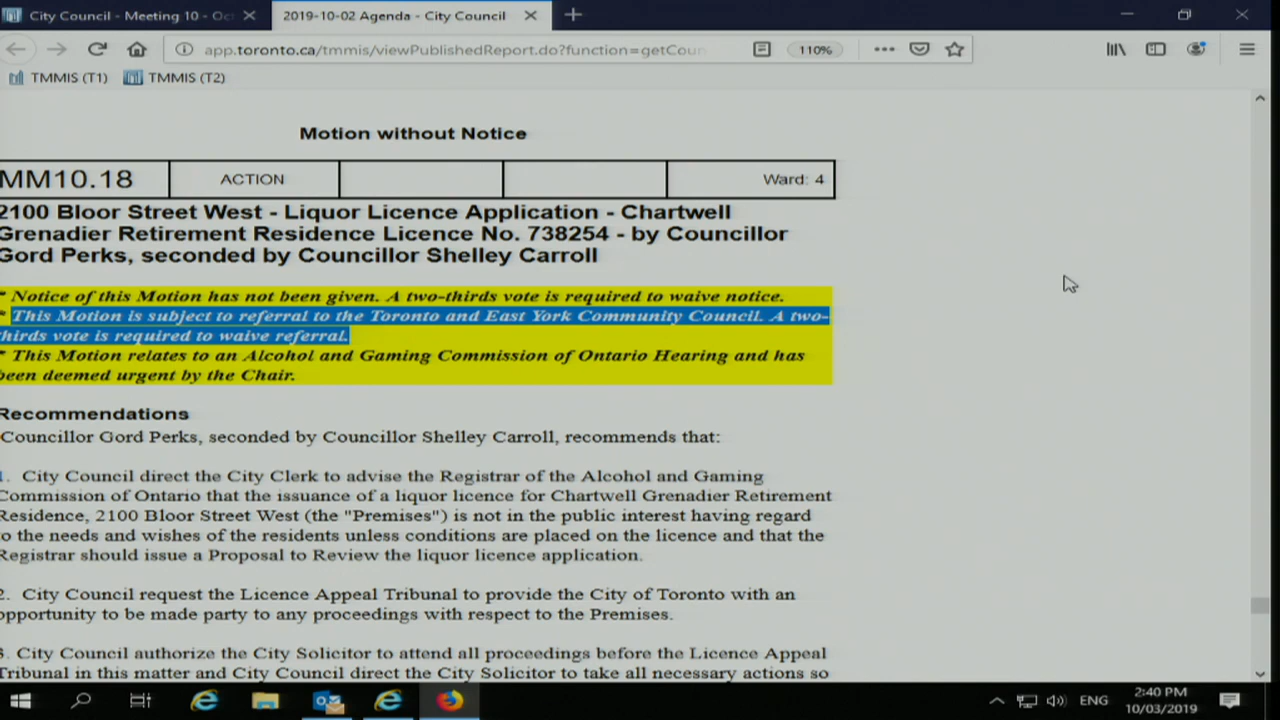 City Council - Meeting 10 - Oc
2019-10-02 Agenda - City Council
app.toronto.ca/tmmis/viewPublishedReport.do?function=getCoun
110%
TMMIS (T1)
TMMIS (T2)
Motion without Notice
MM10.18
ACTION
Ward: 4
2100 Bloor Street West - Liquor Licence Application - Chartwell
Grenadier Retirement Residence Licence No. 738254 - by Councillor
Gord Perks, seconded by Councillor Shelley Carroll
* Notice of this Motion has not been given. A two-thirds vote is required to waive notice.
* This Motion is subject to referral to the Toronto and East York Community Council. A two-
thirds vote is required to waive referral.
* This Motion relates to an Alcohol and Gaming Commission of Ontario Hearing and has
been deemed urgent by the Chair.
Recommendations
Councillor Gord Perks, seconded by Councillor Shelley Carroll, recommends that:
1. City Council direct the City Clerk to advise the Registrar of the Alcohol and Gaming
Commission of Ontario that the issuance of a liquor licence for Chartwell Grenadier Retirement
Residence, 2100 Bloor Street West (the "Premises") is not in the public interest having regard
to the needs and wishes of the residents unless conditions are placed on the licence and that the
Registrar should issue a Proposal to Review the liquor licence application.
2. City Council request the Licence Appeal Tribunal to provide the City of Toronto with an
opportunity to be made party to any proceedings with respect to the Premises.
3. City Council authorize the City Solicitor to attend all proceedings before the Licence Appeal
Tribunal in this matter and City Council direct the City Solicitor to take all necessary actions so
ENG
2:40 PM
10/03/2019